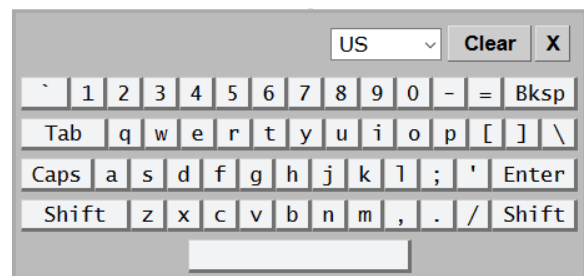 US Clear X
` 1 2 3 4 5 6 7 8 9 0 - = Bksp
Tab q w e r t y u i o p [ ] \
Caps a s d f g h j k l ; ' Enter
Shift z x c v b n m , . / Shift